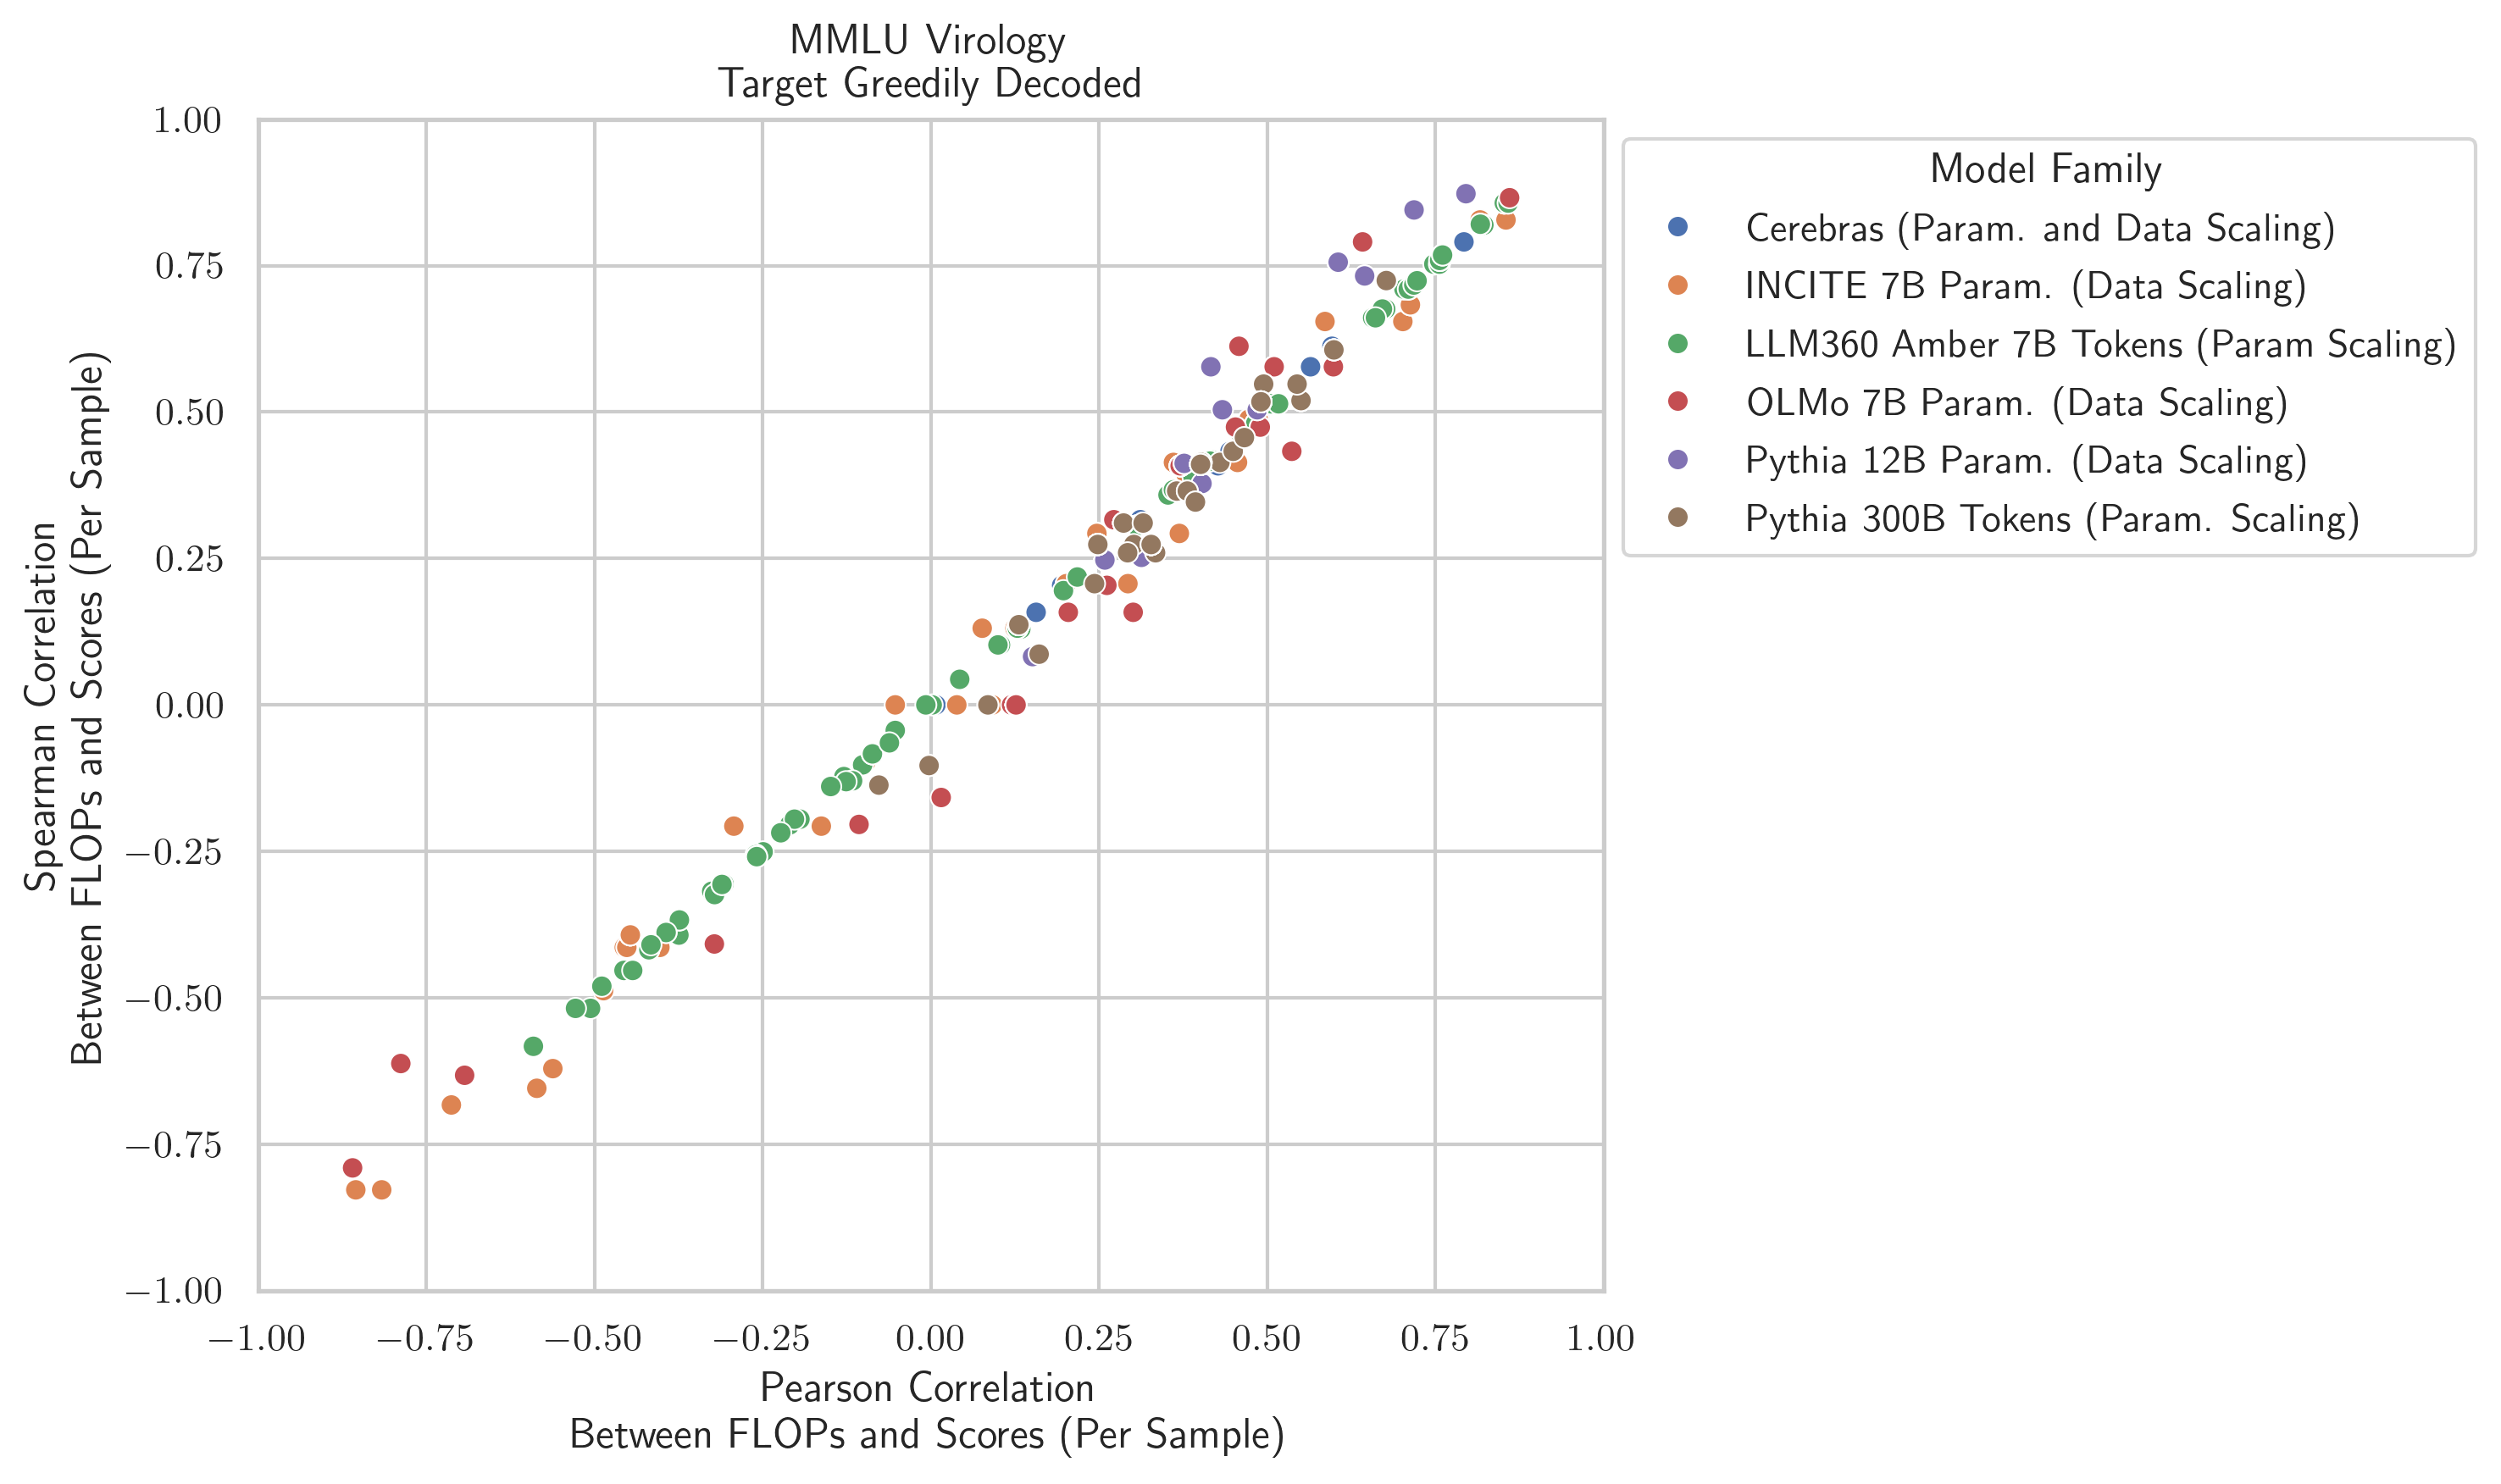 MMLU Virology
Target Greedily Decoded
1.00
0.75
0.50
0.25
0.00
−0.25
−0.50
−0.75
−1.00
Spearman Correlation
Between FLOPs and Scores (Per Sample)
−1.00
−0.75
−0.50
−0.25
0.00
0.25
0.50
0.75
1.00
Pearson Correlation
Between FLOPs and Scores (Per Sample)
Model Family
Cerebras (Param. and Data Scaling)
INCITE 7B Param. (Data Scaling)
LLM360 Amber 7B Tokens (Param Scaling)
OLMo 7B Param. (Data Scaling)
Pythia 12B Param. (Data Scaling)
Pythia 300B Tokens (Param. Scaling)